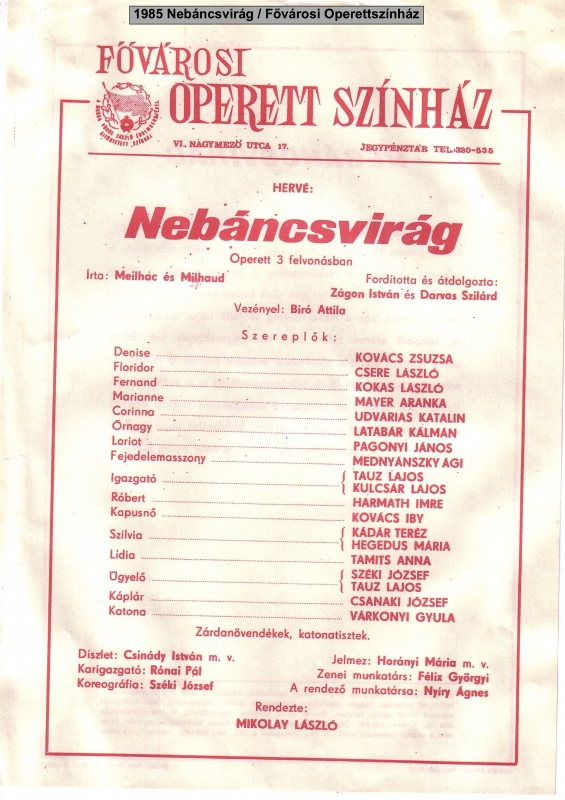 1985 Nebáncsvirág / Fővárosi Operettszínház
FŐVÁROSI
OPERETT SZÍNHÁZ
VI., NAGYMEZŐ UTCA 17. JEGYPÉNZTÁR TEL.:320-535
HERVÉ:
Nebáncsvirág
Operett 3 felvonásban
Írta: Meilhac és Milhaud
Fordította és átdolgozta:
Zágon István és Darvas Szilárd
Vezényel: Bíró Attila
Szereplők:
Denise KOVÁCS ZSUZSA
Floridor CSERE LÁSZLÓ
Fernand KOKAS LÁSZLÓ
Marianne MAYER ARANKA
Corinna UDVARIAS KATALIN
Őrnagy LATABÁR KÁLMÁN
Loriot PAGONYI JÁNOS
Fejedelemasszony MEDNYÁNSZKY ÁGI
Igazgató TAUZ LAJOS
KULCSÁR LAJOS
Róbert HARMATH IMRE
Kapusnő KOVÁCS IBY
Szilvia KÁDÁR TERÉZ
HEGEDUS MÁRIA
Lídia TAMITS ANNA
Ügyelő SZÉKI JÓZSEF
TAUZ LAJOS
Káplár CSANAKI JÓZSEF
Katona VÁRKONYI GYULA
Zárdanövendékek, katonatisztek.
Díszlet: Csinády István m. v. Jelmez: Horányi Mária m. v.
Karigazgató: Rónai Pál Zenei munkatárs: Félix Györgyi
Koreográfia: Széki József A rendező munkatársa: Nyíry Ágnes
Rendezte:
MIKOLAY LÁSZLÓ